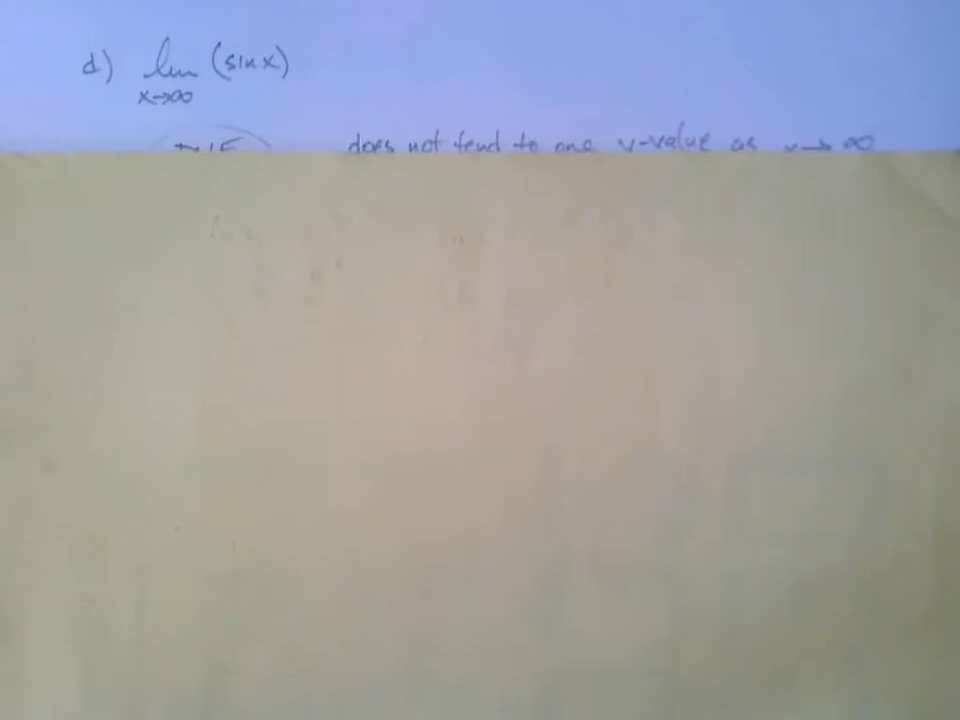 d) lim (sin x)
x→∞
does not tend to one y-value as x→∞